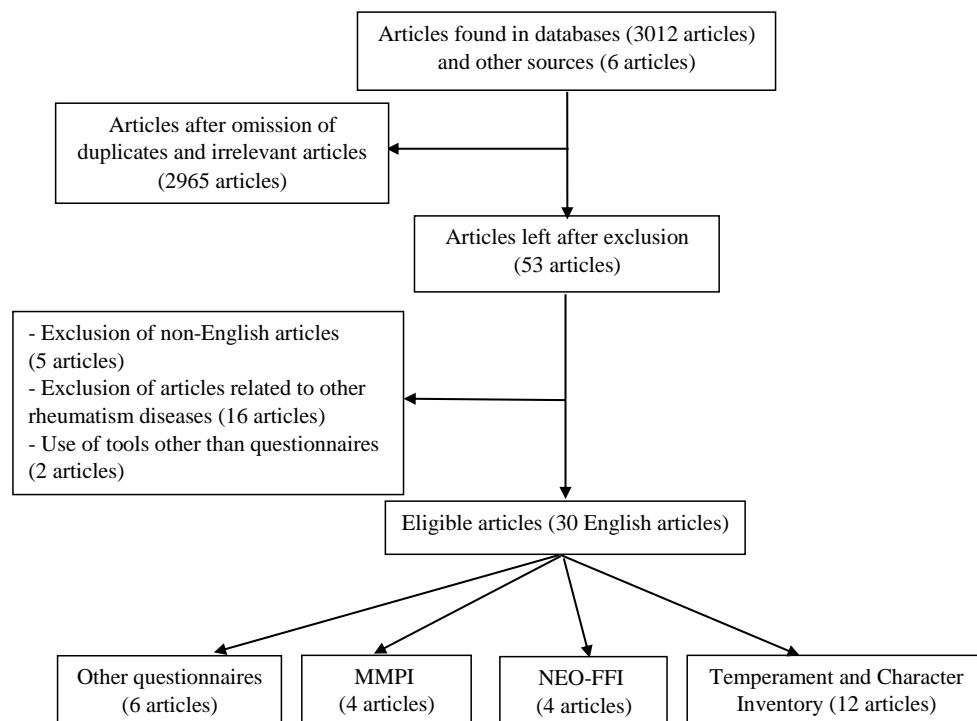 Articles found in databases (3012 articles)
and other sources (6 articles)
Articles after omission of
duplicates and irrelevant articles
(2965 articles)
Articles left after exclusion
(53 articles)
- Exclusion of non-English articles
(5 articles)
- Exclusion of articles related to other
rheumatism diseases (16 articles)
- Use of tools other than questionnaires
(2 articles)
Eligible articles (30 English articles)
Other questionnaires
(6 articles)
MMPI
(4 articles)
NEO-FFI
(4 articles)
Temperament and Character
Inventory (12 articles)